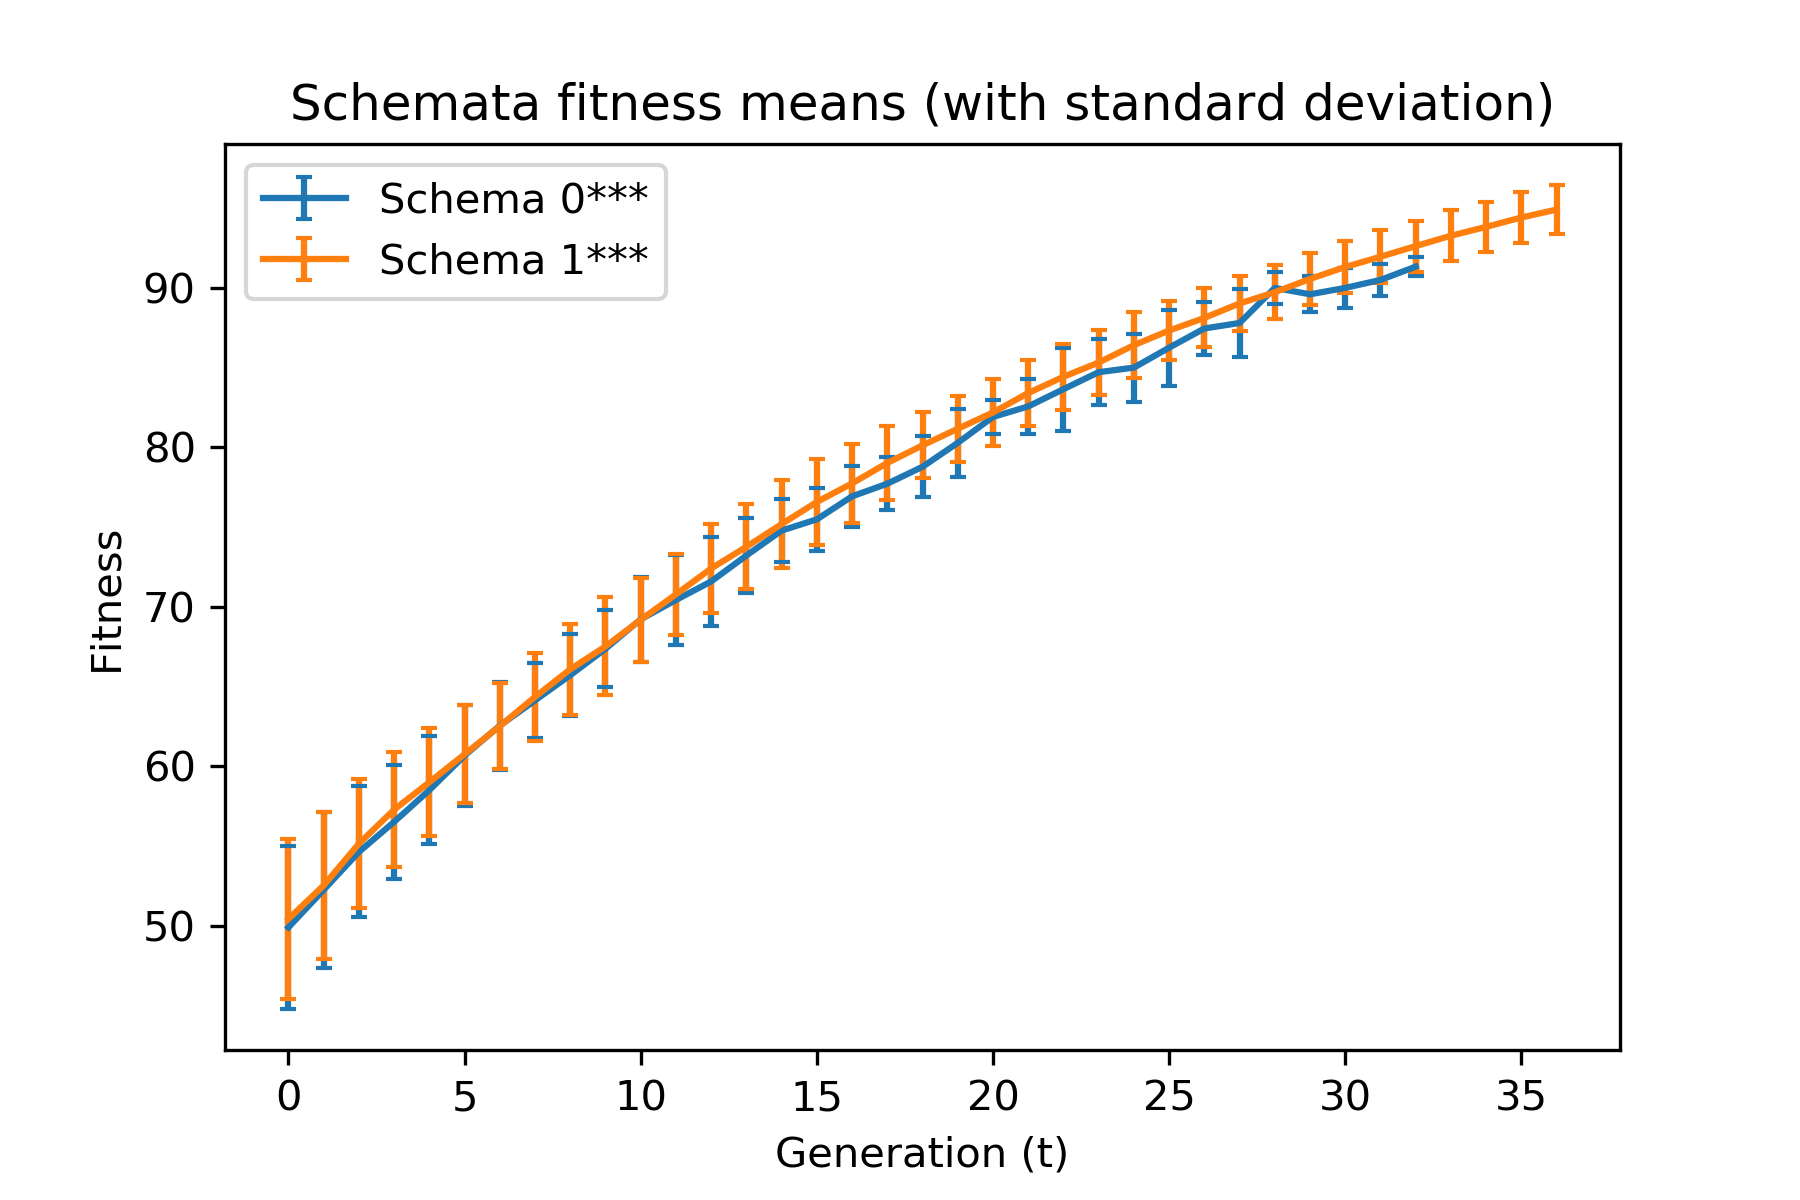 Schemata fitness means (with standard deviation)
Schema 0***
Schema 1***
90
80
70
60
50
Fitness
0 5 10 15 20 25 30 35
Generation (t)